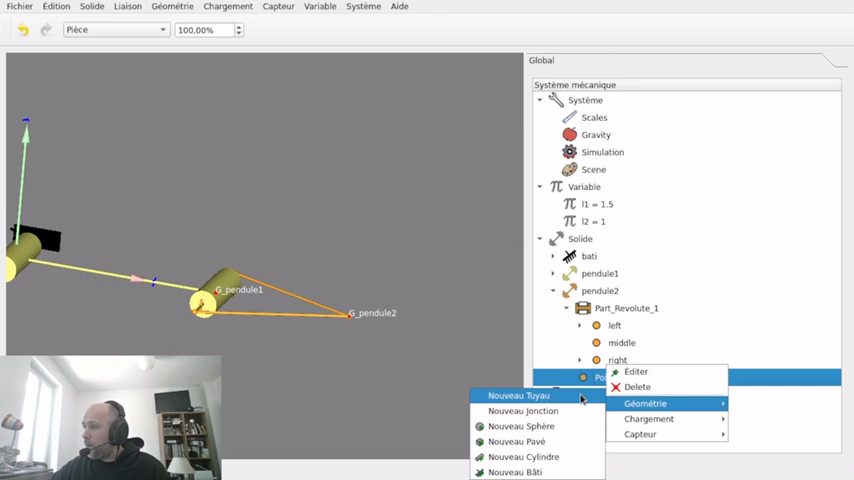 Fichier Édition Solide Liaison Géométrie Chargement Capteur Variable Système Aide
Pièce 100,00%
Global
Système mécanique
Système
Scales
Gravity
Simulation
Scene
Variable
l1 = 1.5
l2 = 1
Solide
bati
pendule1
pendule2
Part_Revolute_1
left
middle
right
Éditer
Delete
Géométrie
Chargement
Capteur
Nouveau Tuyau
Nouveau Jonction
Nouveau Sphère
Nouveau Pavé
Nouveau Cylindre
Nouveau Bâti
G_pendule1
G_pendule2